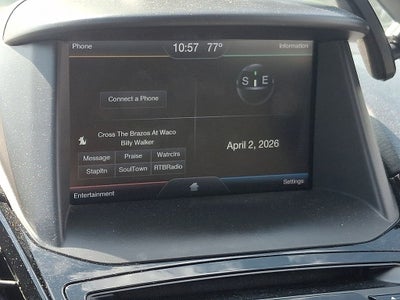 Phone 10:57 77° Information
Connect a Phone
S E
Cross The Brazos At Waco
Billy Walker
April 2, 2026
Message Praise Watrclrs
Stapltn SoulTown RTBRadio
Entertainment Settings